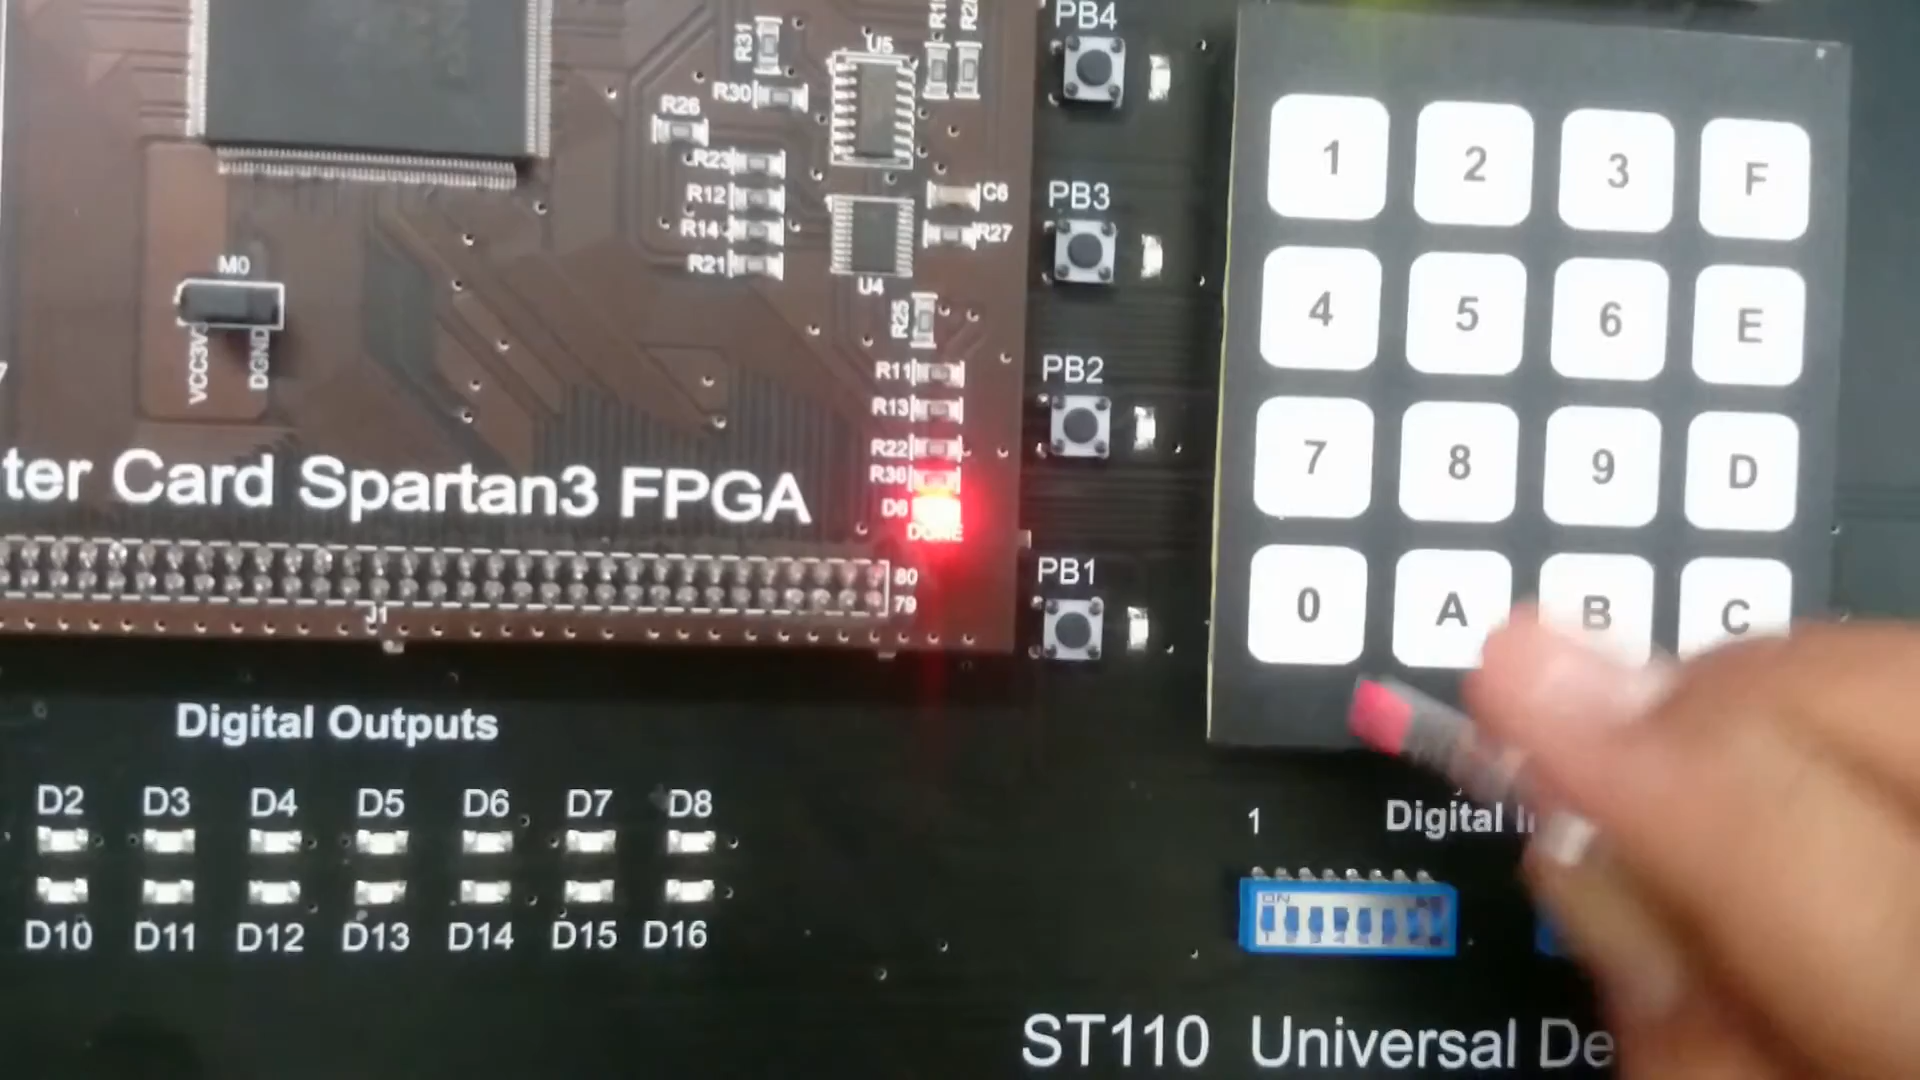 PB4
R31
U5
R30
R26
1 2 3 F
R23
R12
C6
PB3
R14
R27
R21
M0
U4
4 5 6 E
R25
VCC3V3
DGND
R11
PB2
R13
R22
7 8 9 D
ter Card Spartan3 FPGA
R36
D6
DONE
80
PB1
79
J1
0 A B C
Digital Outputs
D2 D3 D4 D5 D6 D7 D8
1
Digital
ON
D10 D11 D12 D13 D14 D15 D16
ST110 Universal De